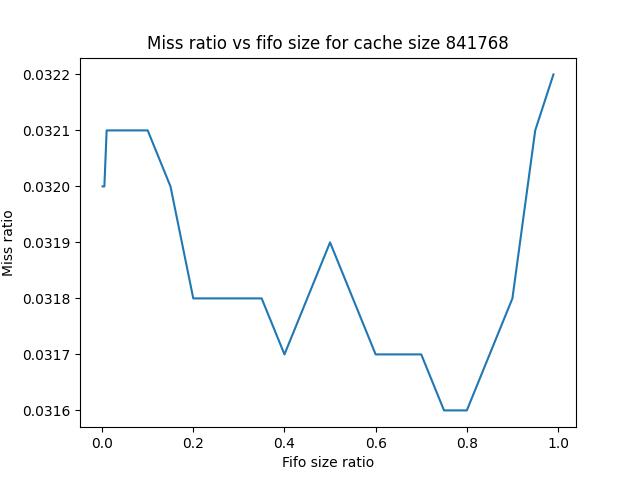 Miss ratio vs fifo size for cache size 841768
0.0322
0.0321
0.0320
0.0319
0.0318
0.0317
0.0316
Miss ratio
0.0 0.2 0.4 0.6 0.8 1.0
Fifo size ratio